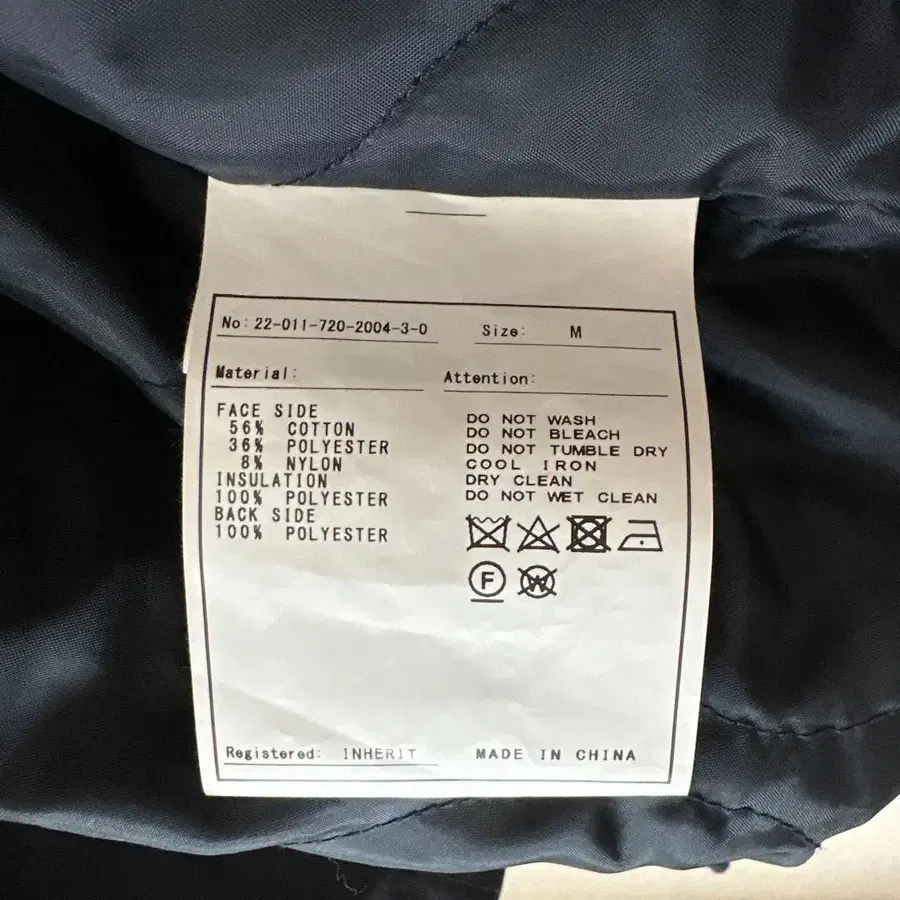 No: 22-011-720-2004-3-0
Size: M
Material:
FACE SIDE
56% COTTON
36% POLYESTER
8% NYLON
INSULATION
100% POLYESTER
BACK SIDE
100% POLYESTER
Attention:
DO NOT WASH
DO NOT BLEACH
DO NOT TUMBLE DRY
COOL IRON
DRY CLEAN
DO NOT WET CLEAN
F W
Registered: INHERIT
MADE IN CHINA